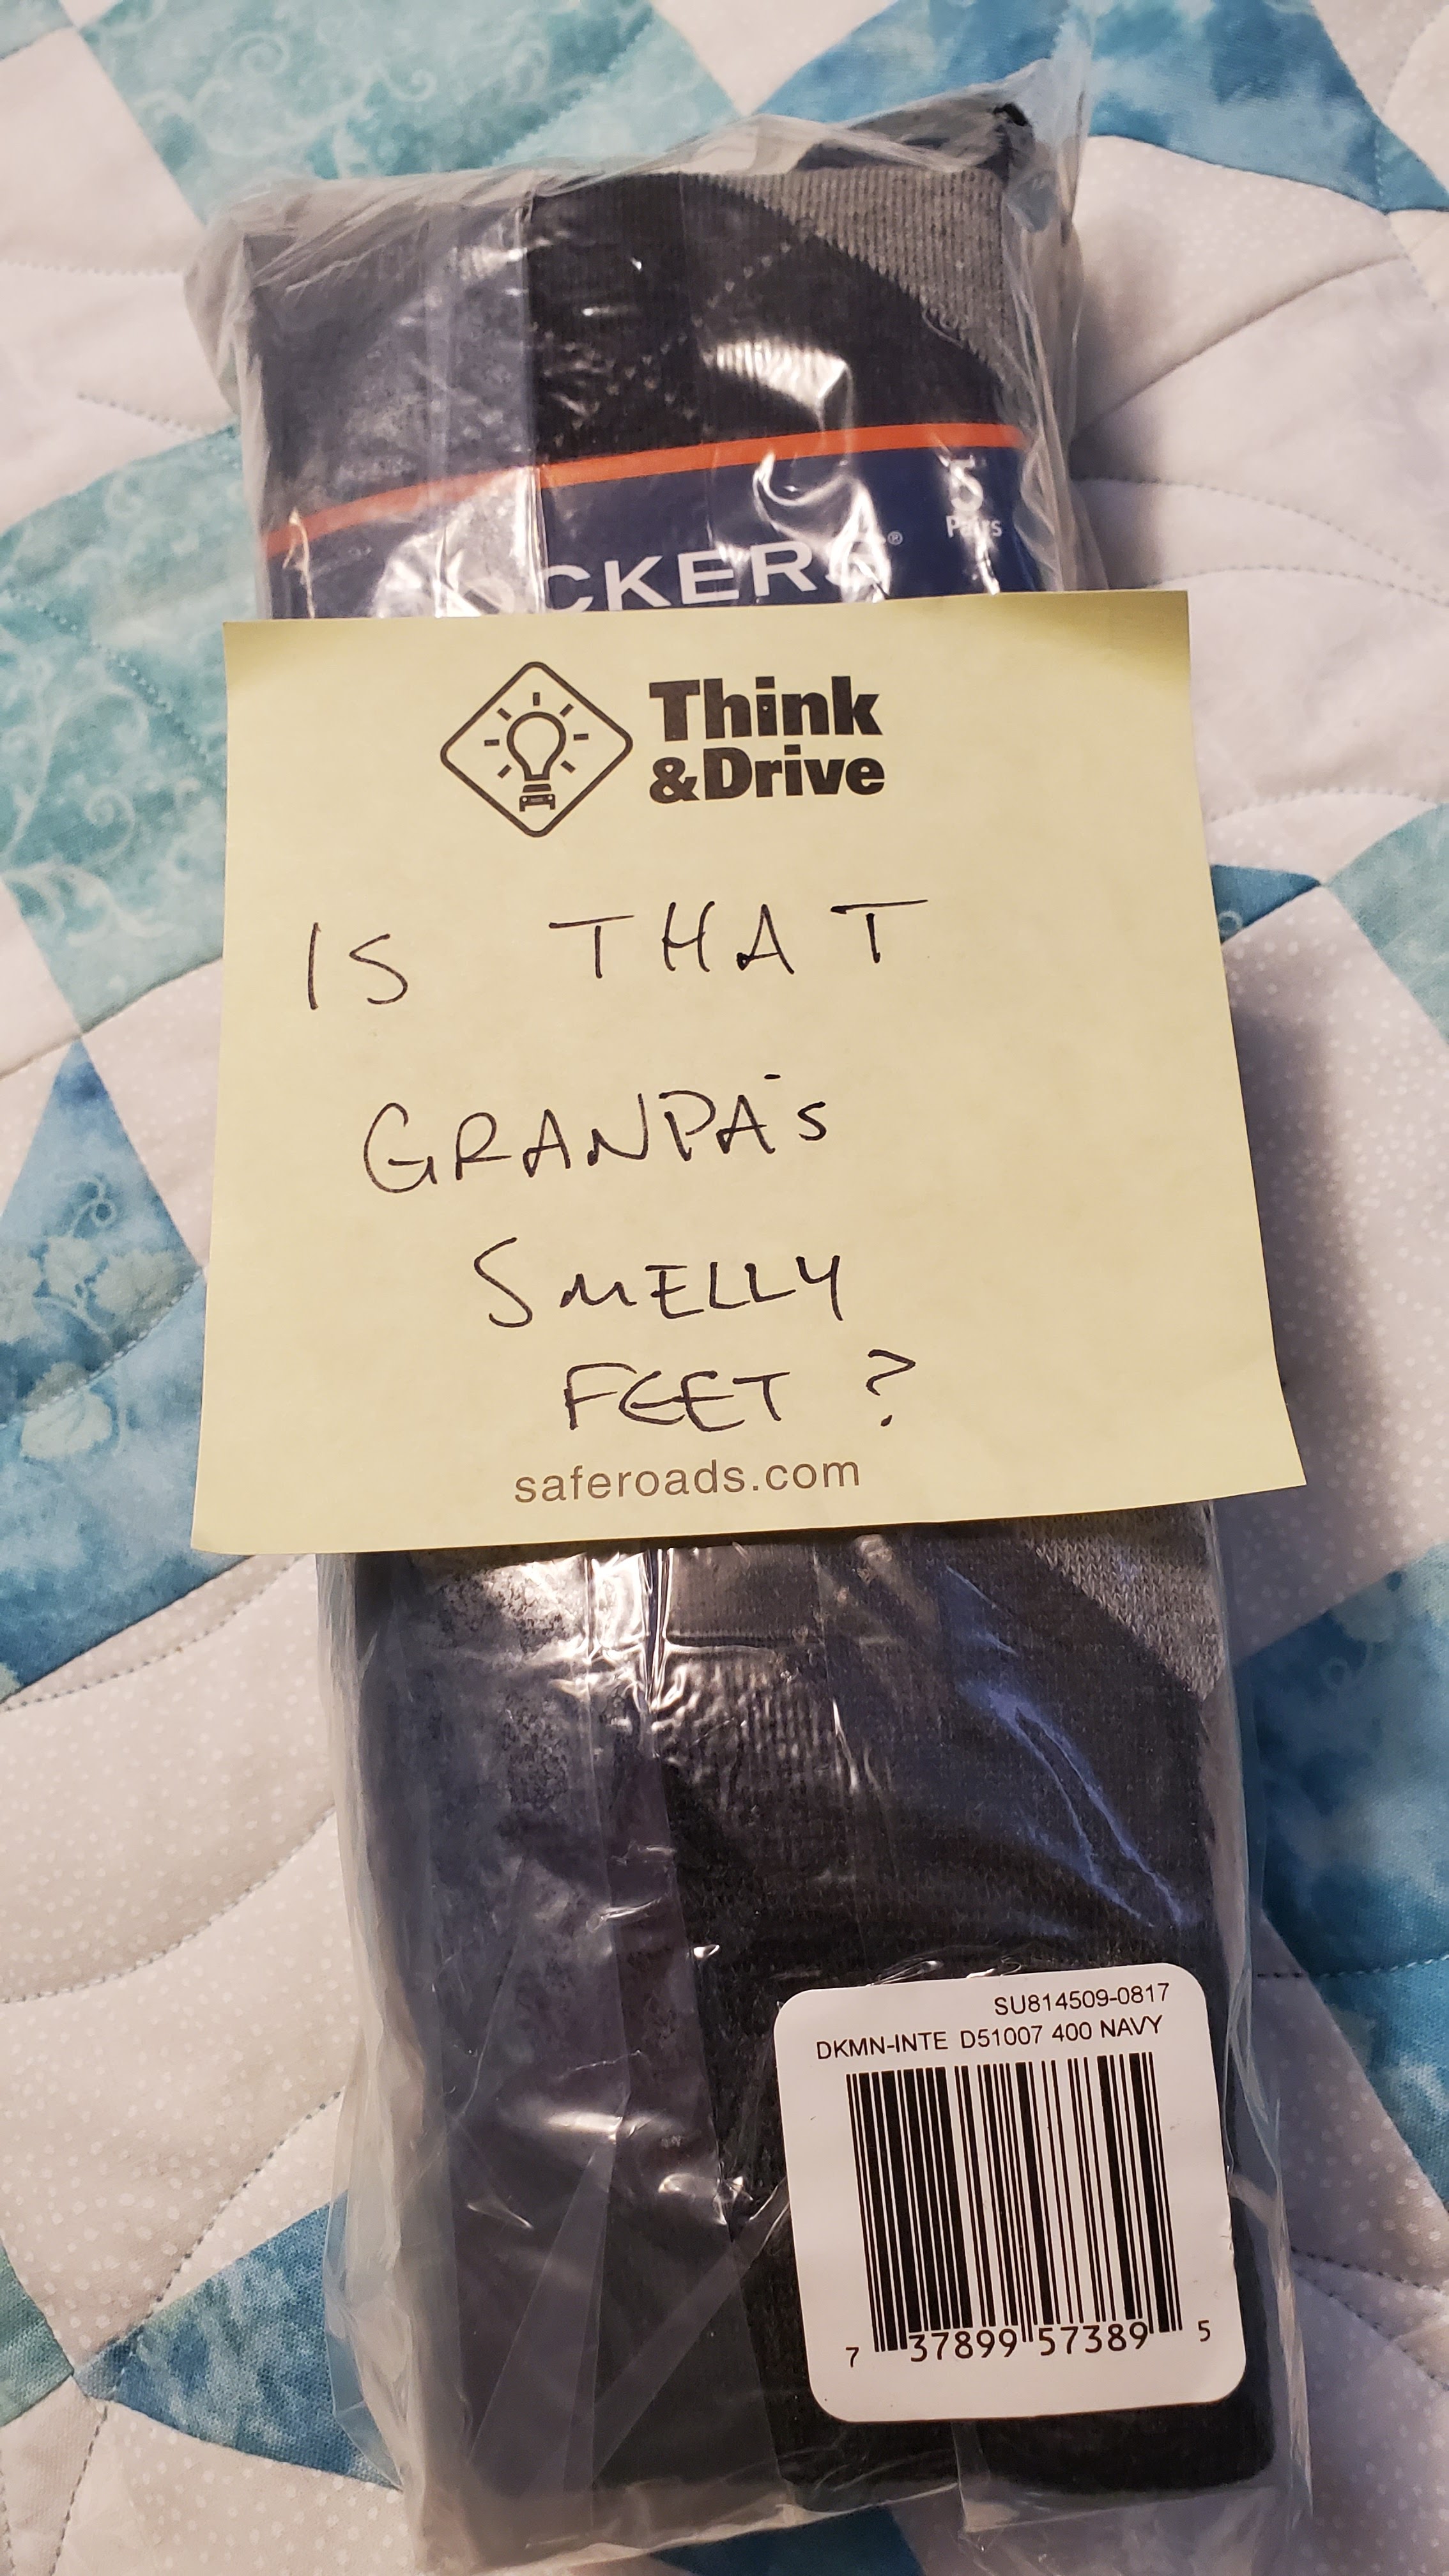 5
Pairs
OCKERS®
Think
&Drive
IS THAT
GRANPA'S
SMELLY
FEET ?
saferoads.com
SU814509-0817
DKMN-INTE D51007 400 NAVY
7 37899 57389 5